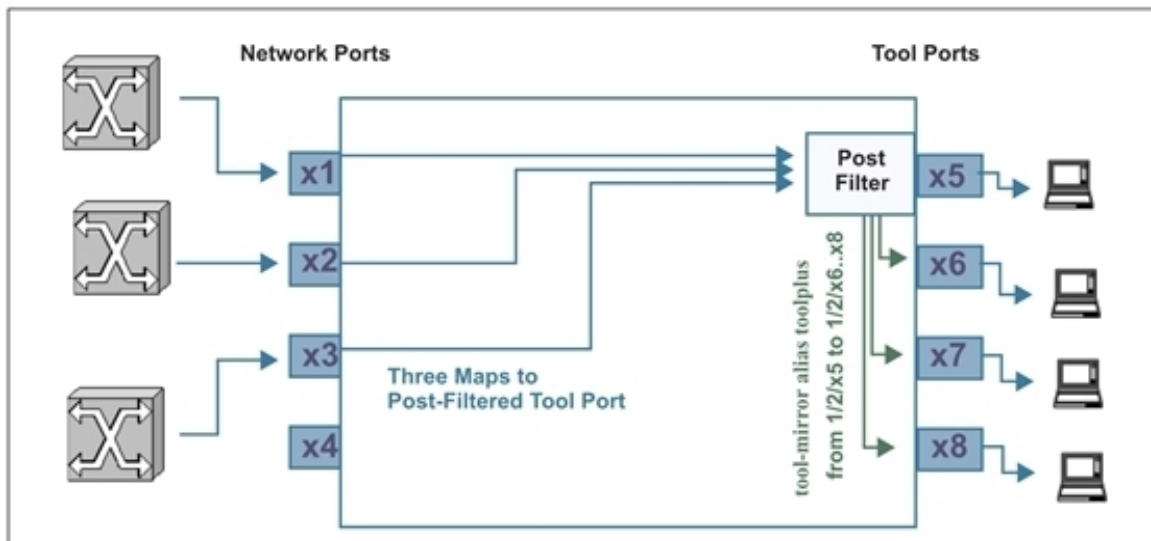 Network Ports
Tool Ports
x1
x2
x3
x4
Three Maps to
Post-Filtered Tool Port
Post
Filter
x5
x6
x7
x8
tool-mirror alias toolplus
from 1/2/x5 to 1/2/x6..x8